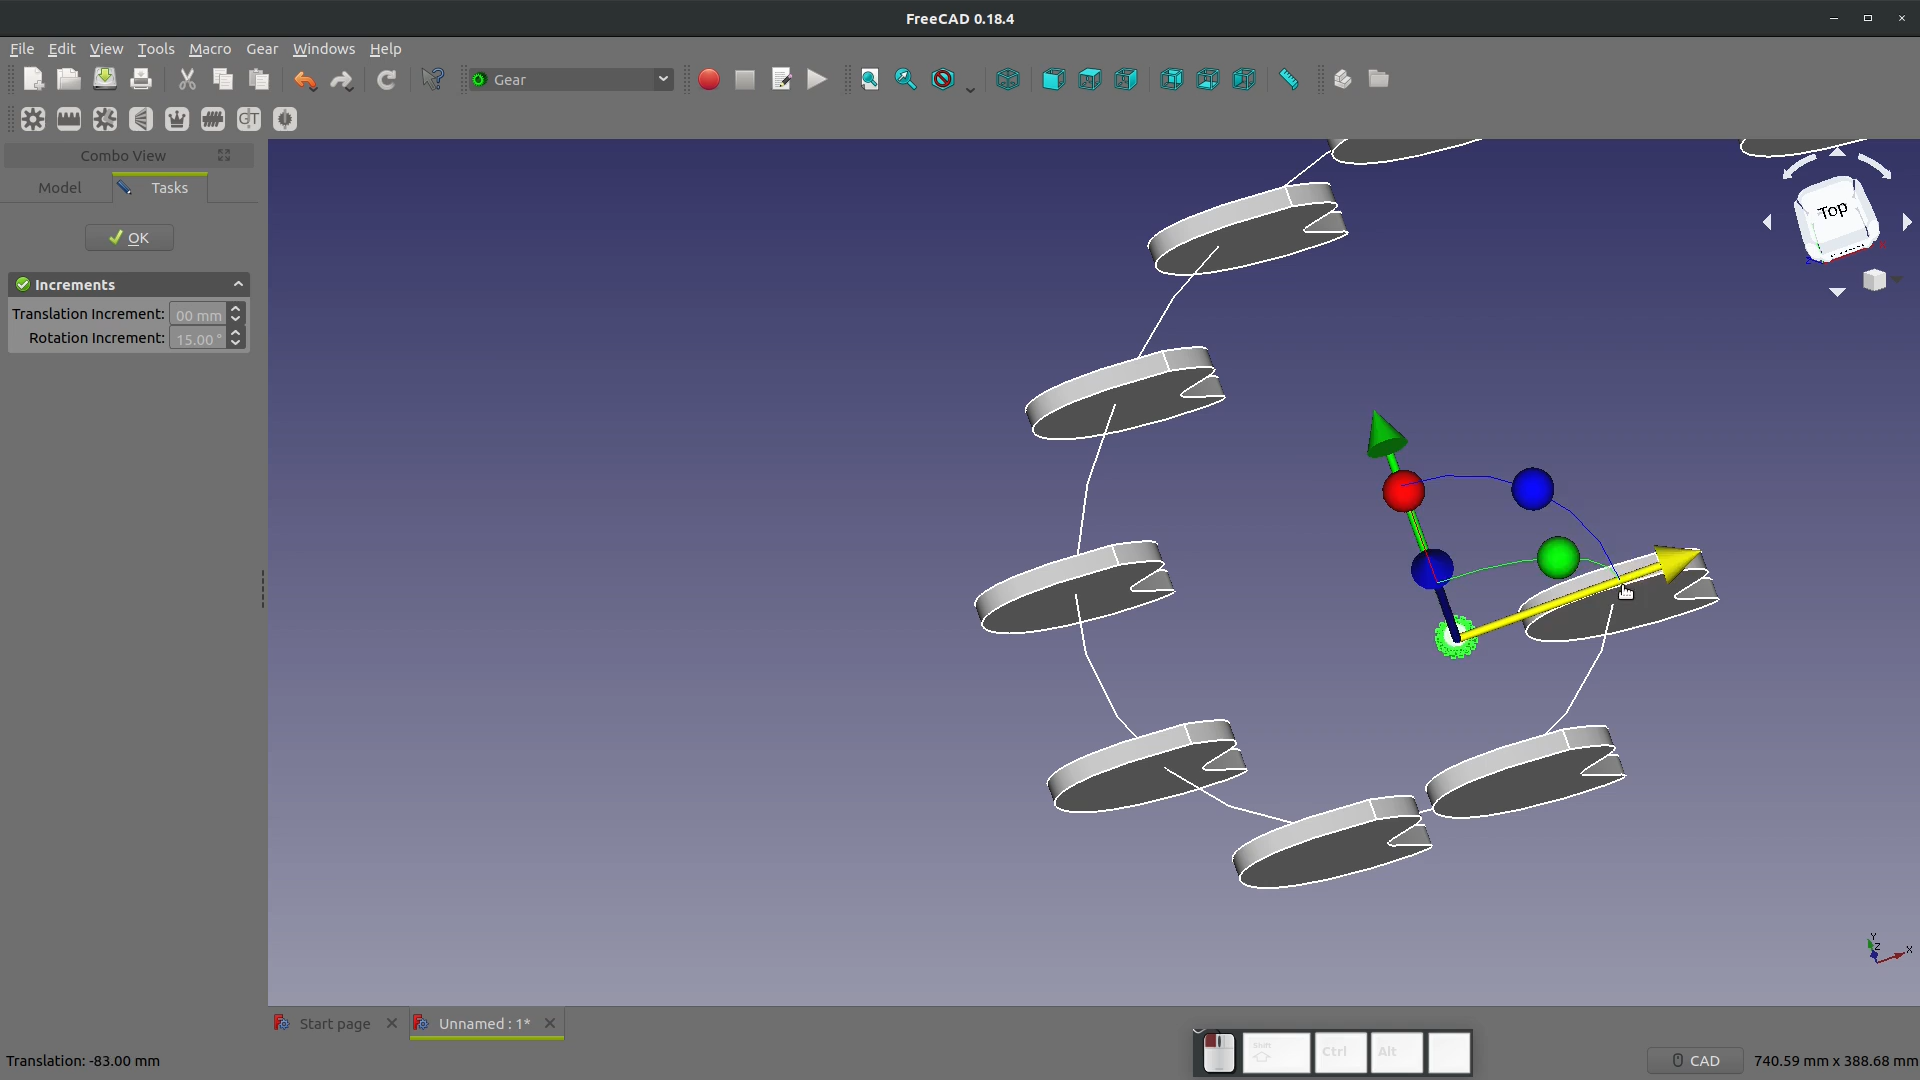 FreeCAD 0.18.4
File Edit View Tools Macro Gear Windows Help
Gear
GT
Combo View
Model Tasks
OK
Increments
Translation Increment: 00 mm
Rotation Increment: 15.00 °
Top
Y
Z
X
Start page Unnamed : 1*
Shift Ctrl Alt
Translation: -83.00 mm
CAD 740.59 mm x 388.68 mm